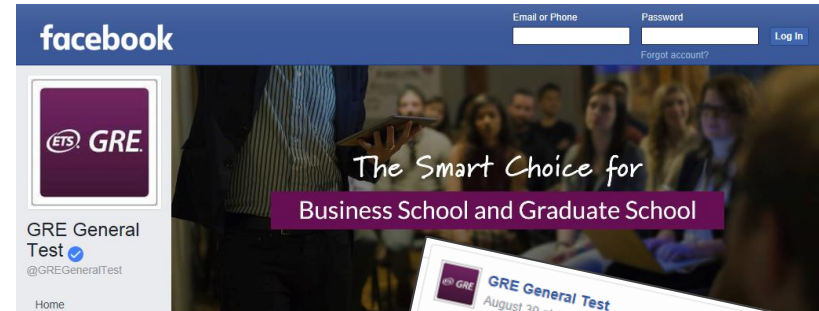 facebook
Email or Phone
Password
Log In
Forgot account?
ETS GRE.
The Smart Choice for
Business School and Graduate School
GRE General
Test
@GREGeneralTest
Home
GRE
GRE General Test
August 30